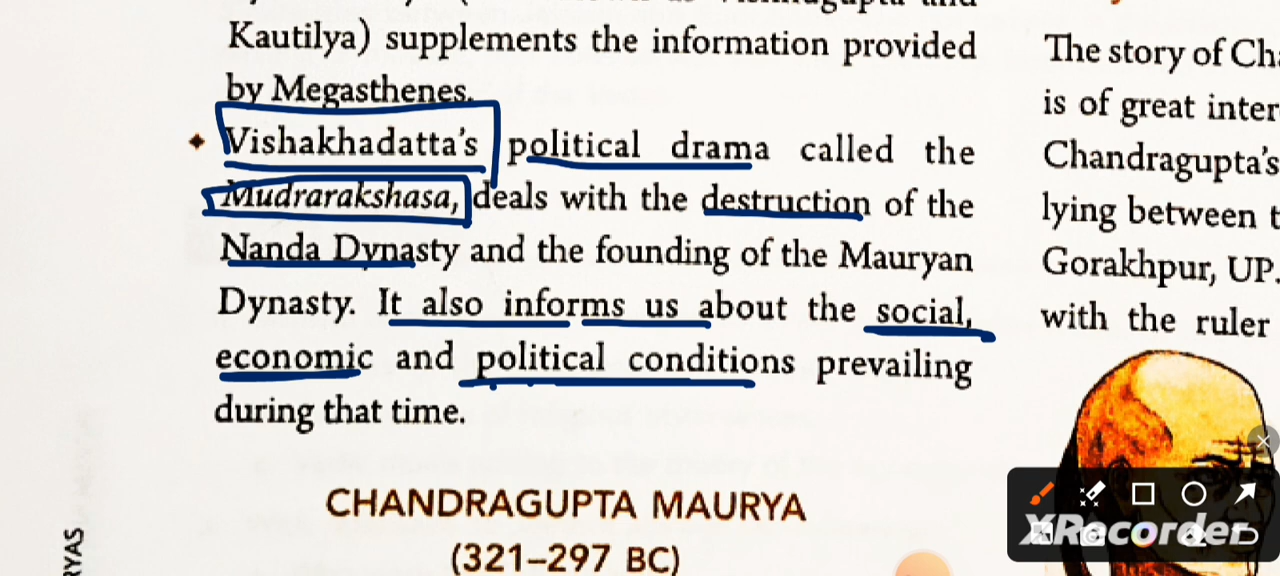 Kautilya) supplements the information provided
by Megasthenes.
Vishakhadatta's political drama called the
Mudrarakshasa, deals with the destruction of the
Nanda Dynasty and the founding of the Mauryan
Dynasty. It also informs us about the social,
economic and political conditions prevailing
during that time.
CHANDRAGUPTA MAURYA
(321–297 BC)
The story of
is of great
Chandragupta's
lying between
Gorakhpur, UP.
with the ruler
XRecorder